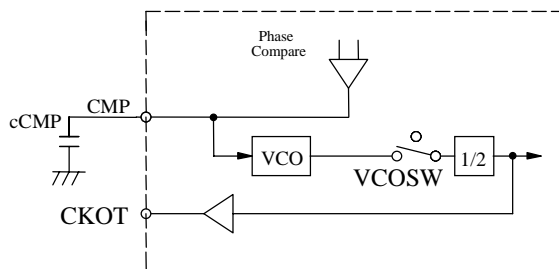 Phase
Compare
CMP
cCMP
VCO
1/2
VCOSW
CKOT